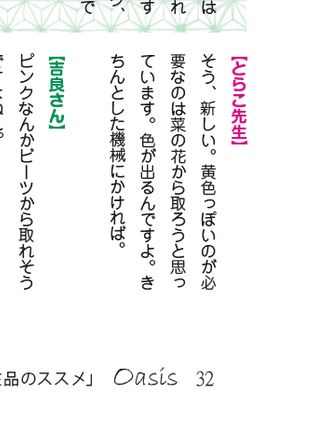 は
れ
す
つ、
で
【とらこ先生】
そう、新しい。黄色っぽいのが必
要なのは菜の花から取ろうと思っ
ています。色が出るんですよ。き
ちんとした機械にかければ。
【吉良さん】
ピンクなんかビーツから取れそう
品のススメ」 Oasis 32